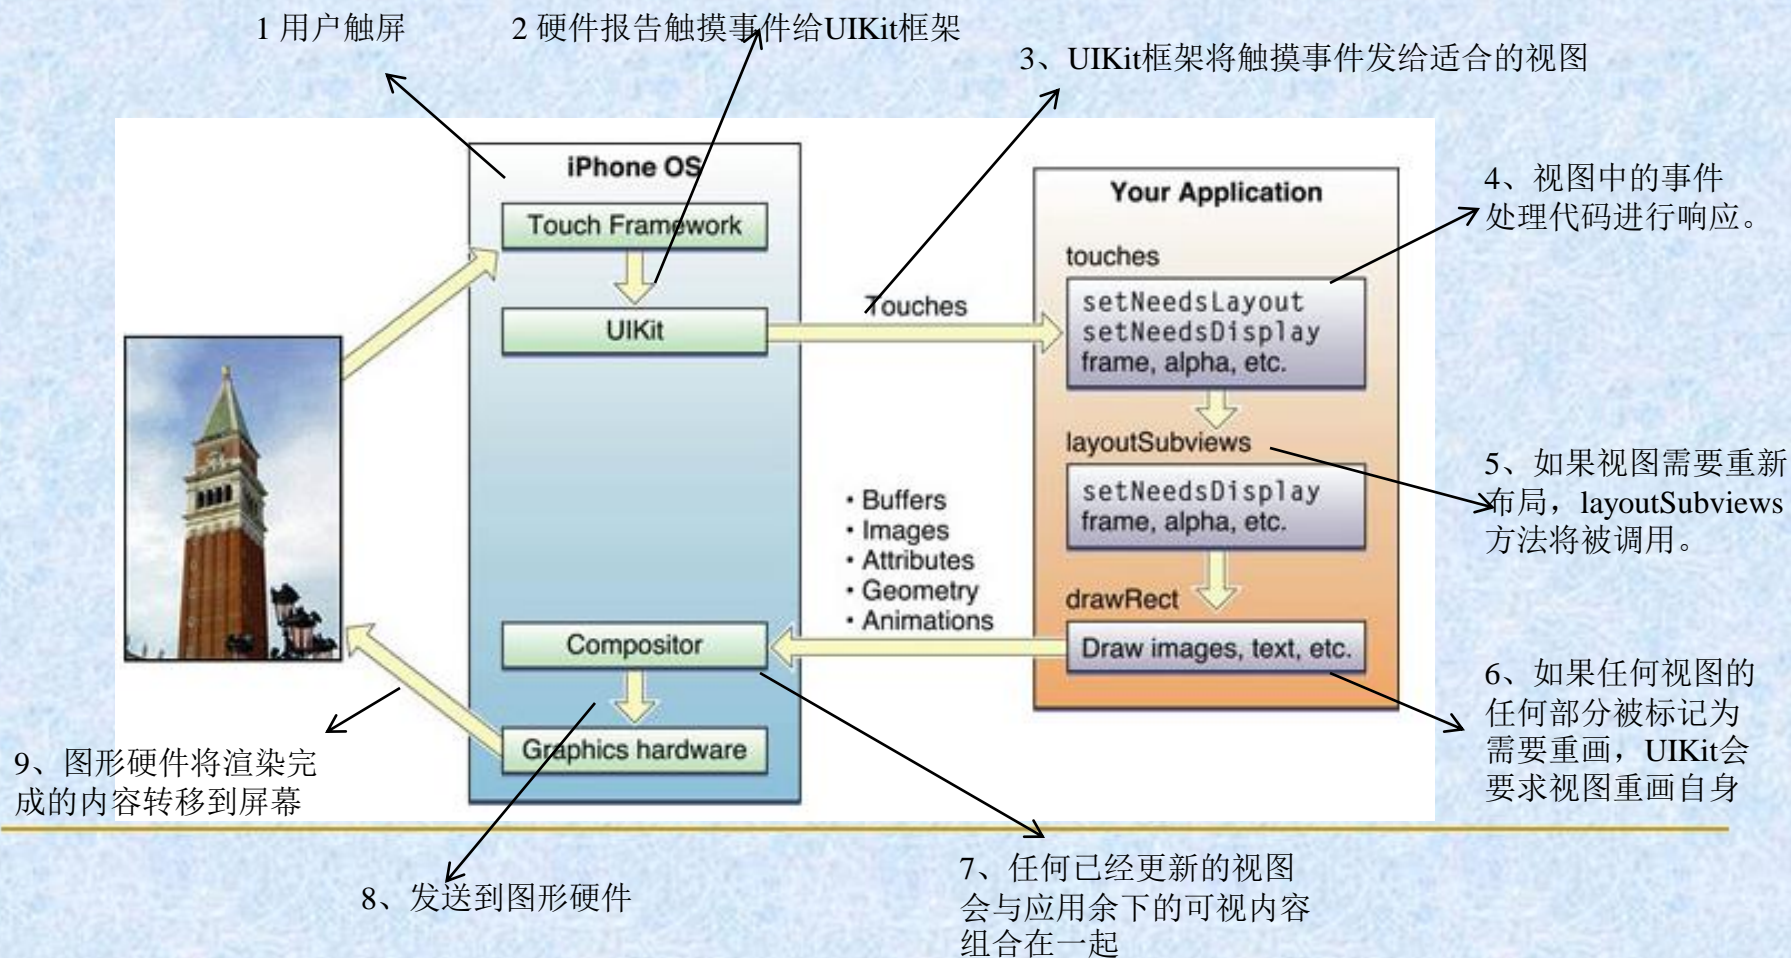 1 用户触屏
2 硬件报告触摸事件给UIKit框架
3、UIKit框架将触摸事件发给适合的视图
iPhone OS
Touch Framework
UIKit
Touches
Your Application
touches
setNeedsLayout
setNeedsDisplay
frame, alpha, etc.
layoutSubviews
setNeedsDisplay
frame, alpha, etc.
drawRect
Draw images, text, etc.
• Buffers
• Images
• Attributes
• Geometry
• Animations
Compositor
Graphics hardware
4、视图中的事件
处理代码进行响应。
5、如果视图需要重新
布局，layoutSubviews
方法将被调用。
6、如果任何视图的
任何部分被标记为
需要重画，UIKit会
要求视图重画自身
7、任何已经更新的视图
会与应用余下的可视内容
组合在一起
8、发送到图形硬件
9、图形硬件将渲染完
成的内容转移到屏幕